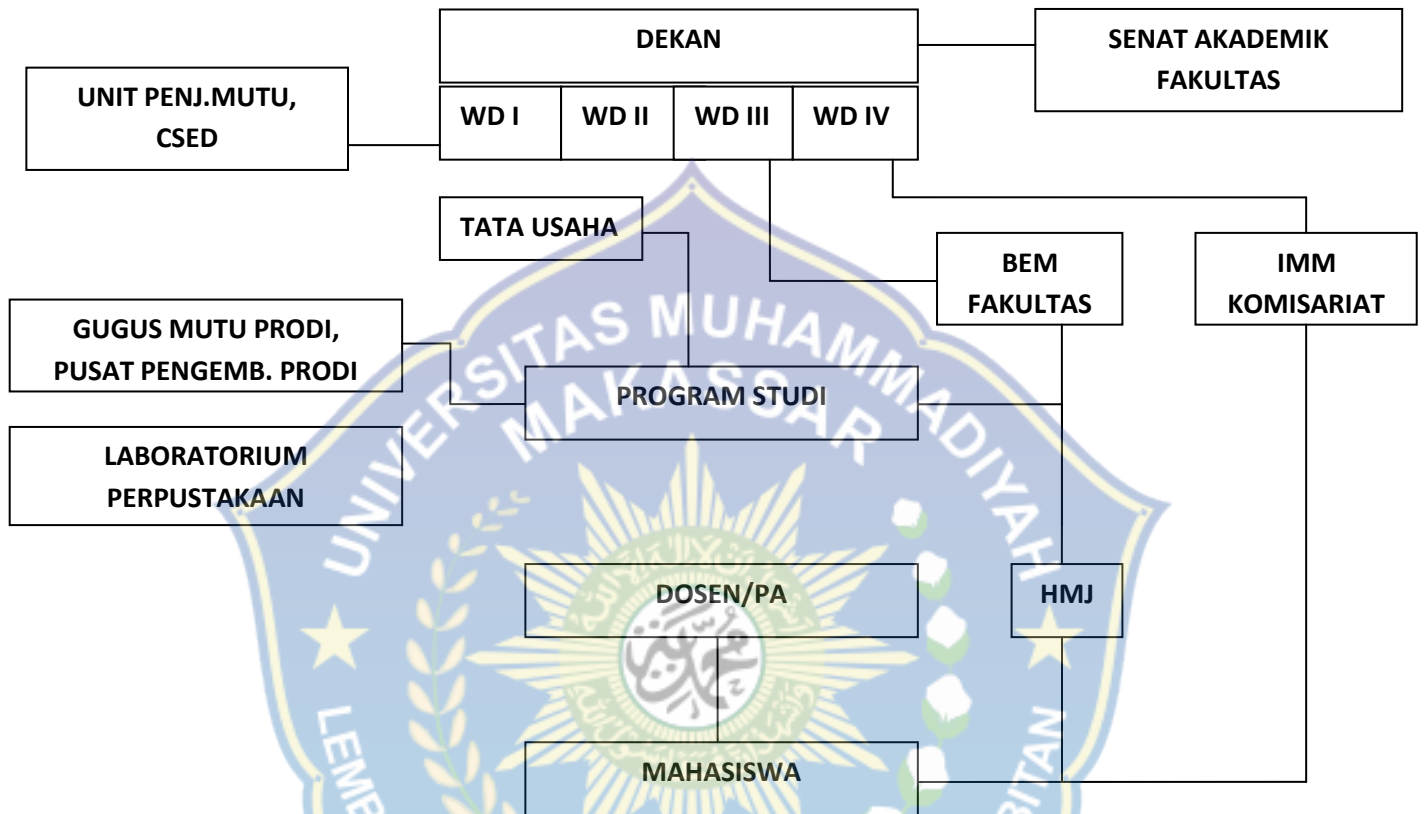 DEKAN
SENAT AKADEMIK
FAKULTAS
UNIT PENJ.MUTU,
CSED
WD I
WD II
WD III
WD IV
TATA USAHA
BEM
FAKULTAS
IMM
KOMISARIAT
GUGUS MUTU PRODI,
PUSAT PENGEMB. PRODI
PROGRAM STUDI
LABORATORIUM
PERPUSTAKAAN
DOSEN/PA
HMJ
MAHASISWA
UNIVERSITAS MUHAMMADIYAH
MAKASSAR
محمد